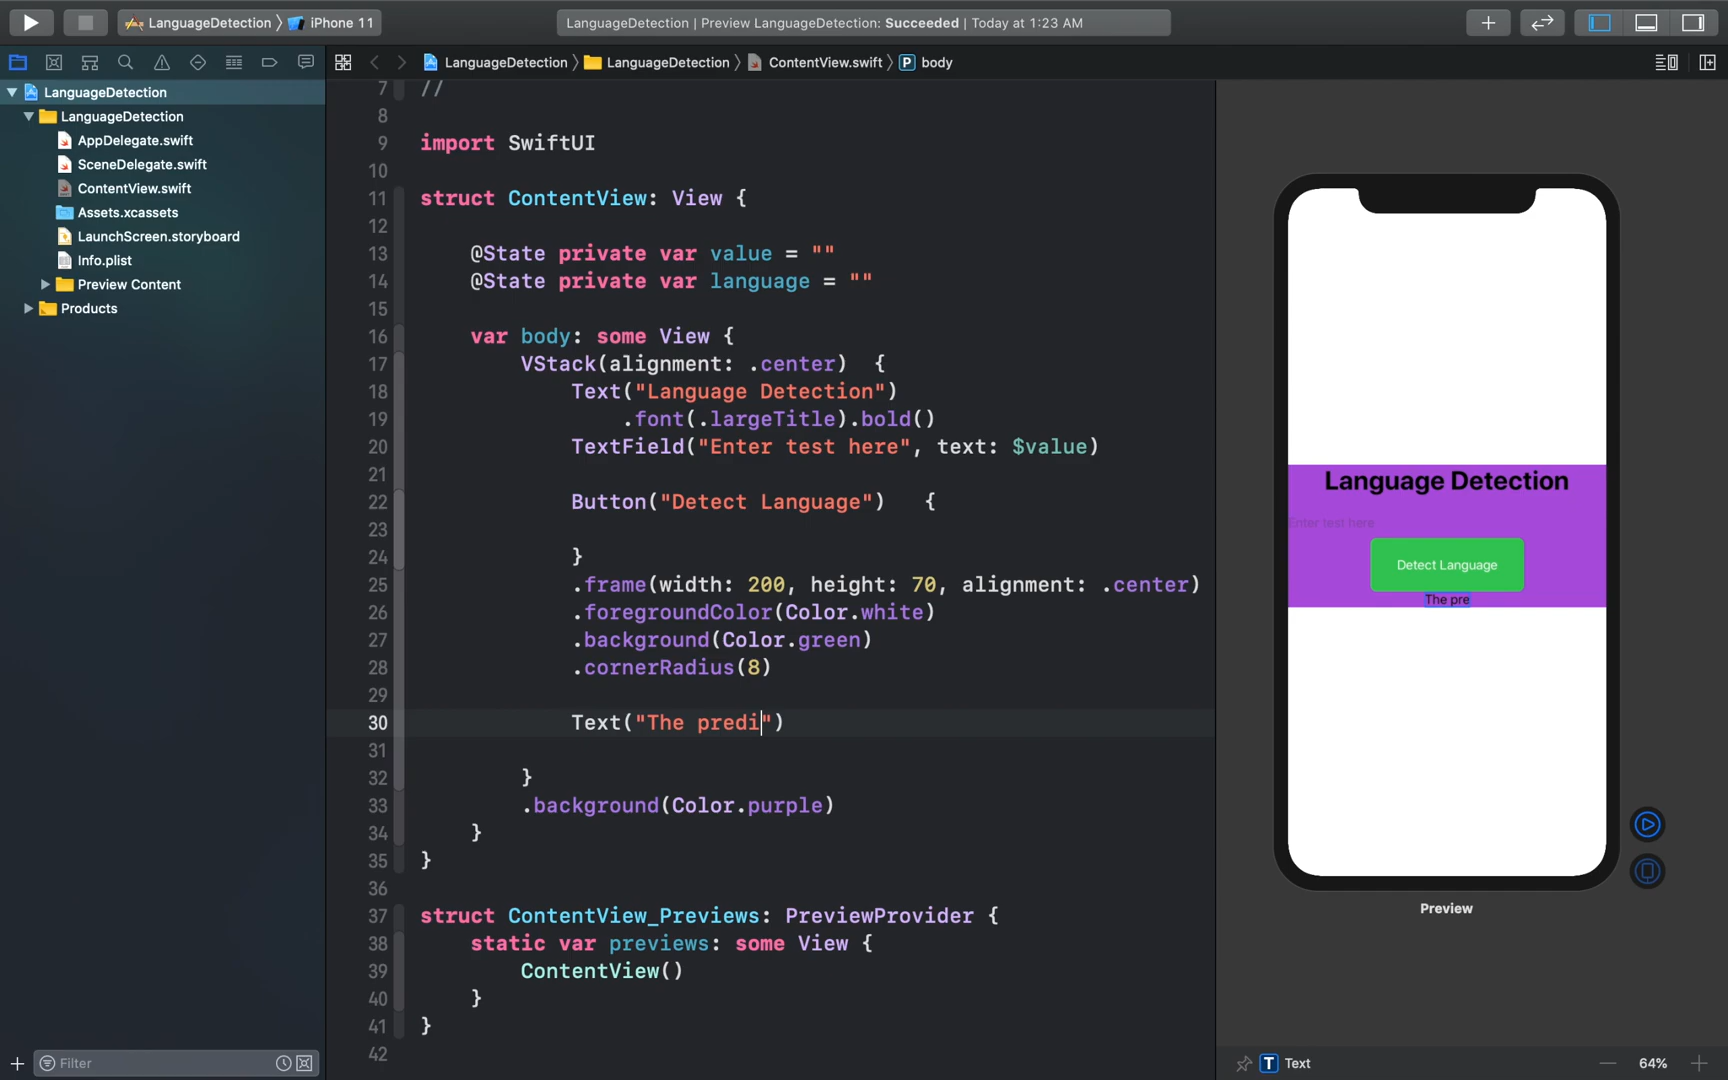 LanguageDetection 〉 iPhone 11
LanguageDetection | Preview LanguageDetection: Succeeded | Today at 1:23 AM
LanguageDetection 〉 LanguageDetection 〉 ContentView.swift 〉 P body
LanguageDetection
LanguageDetection
AppDelegate.swift
SceneDelegate.swift
ContentView.swift
Assets.xcassets
LaunchScreen.storyboard
Info.plist
Preview Content
Products
Filter
7 //
8
9 import SwiftUI
10
11 struct ContentView: View {
12
13 @State private var value = ""
14 @State private var language = ""
15
16 var body: some View {
17 VStack(alignment: .center)  {
18 Text("Language Detection")
19 .font(.largeTitle).bold()
20 TextField("Enter test here", text: $value)
21
22 Button("Detect Language")   {
23
24 }
25 .frame(width: 200, height: 70, alignment: .center)
26 .foregroundColor(Color.white)
27 .background(Color.green)
28 .cornerRadius(8)
29
30 Text("The predi")
31
32 }
33 .background(Color.purple)
34 }
35 }
36
37 struct ContentView_Previews: PreviewProvider {
38 static var previews: some View {
39 ContentView()
40 }
41 }
42
Language Detection
Enter test here
Detect Language
The pre
Preview
T Text
64%